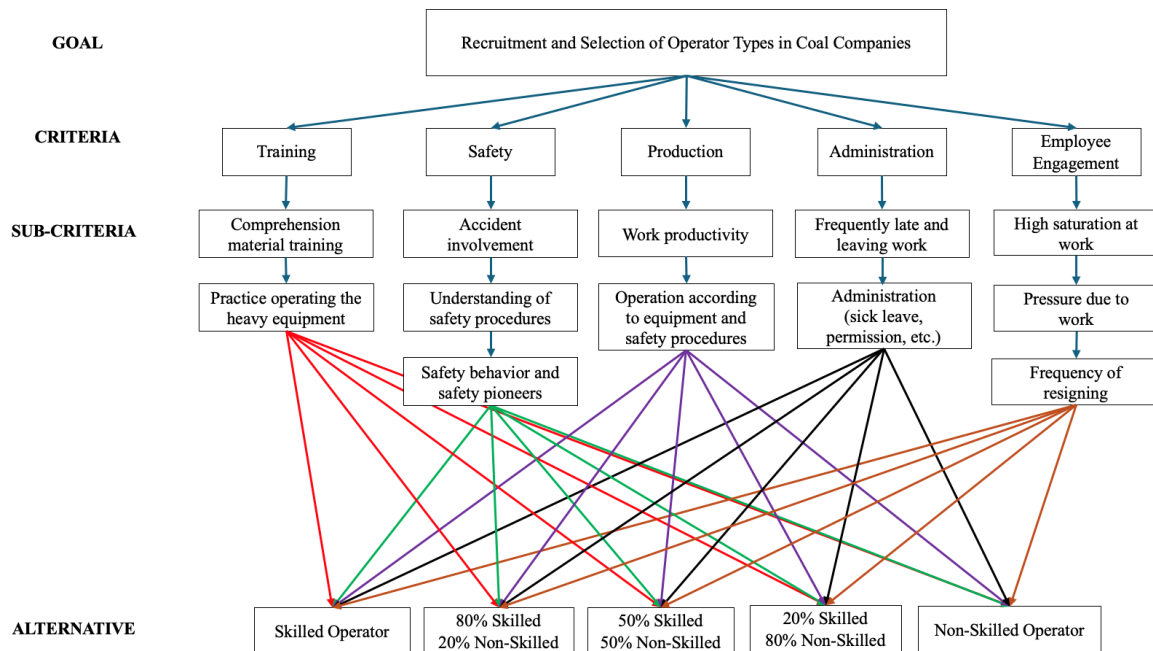 GOAL
Recruitment and Selection of Operator Types in Coal Companies
CRITERIA
Training
Safety
Production
Administration
Employee
Engagement
SUB-CRITERIA
Comprehension
material training
Accident
involvement
Work productivity
Frequently late and
leaving work
High saturation at
work
Practice operating the
heavy equipment
Understanding of
safety procedures
Operation according
to equipment and
safety procedures
Administration
(sick leave,
permission, etc.)
Pressure due to
work
Safety behavior and
safety pioneers
Frequency of
resigning
ALTERNATIVE
Skilled Operator
80% Skilled
20% Non-Skilled
50% Skilled
50% Non-Skilled
20% Skilled
80% Non-Skilled
Non-Skilled Operator